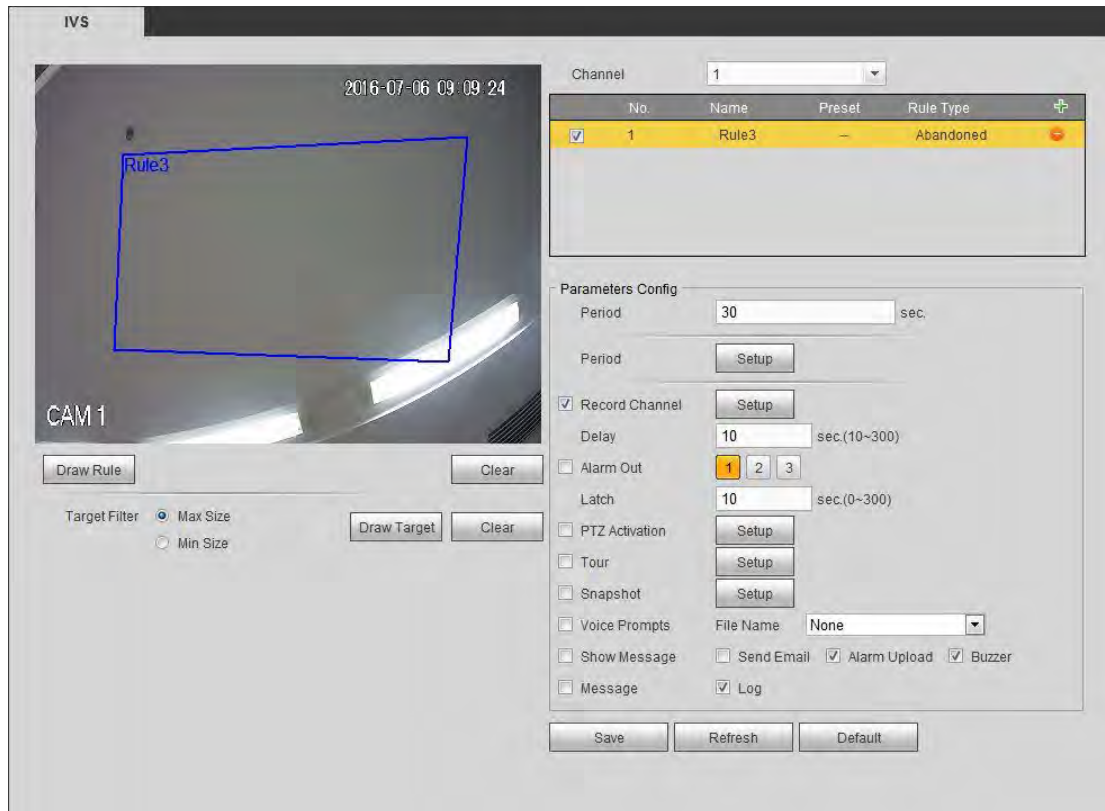 IVS
2016-07-06 09:09:24
Rule3
CAM 1
Draw Rule
Clear
Target Filter
Max Size
Min Size
Draw Target
Clear
Channel 1
No. Name Preset Rule Type
1 Rule3 – Abandoned
Parameters Config
Period 30 sec.
Period Setup
Record Channel Setup
Delay 10 sec.(10~300)
Alarm Out 1 2 3
Latch 10 sec.(0~300)
PTZ Activation Setup
Tour Setup
Snapshot Setup
Voice Prompts File Name None
Show Message Send Email Alarm Upload Buzzer
Message Log
Save Refresh Default